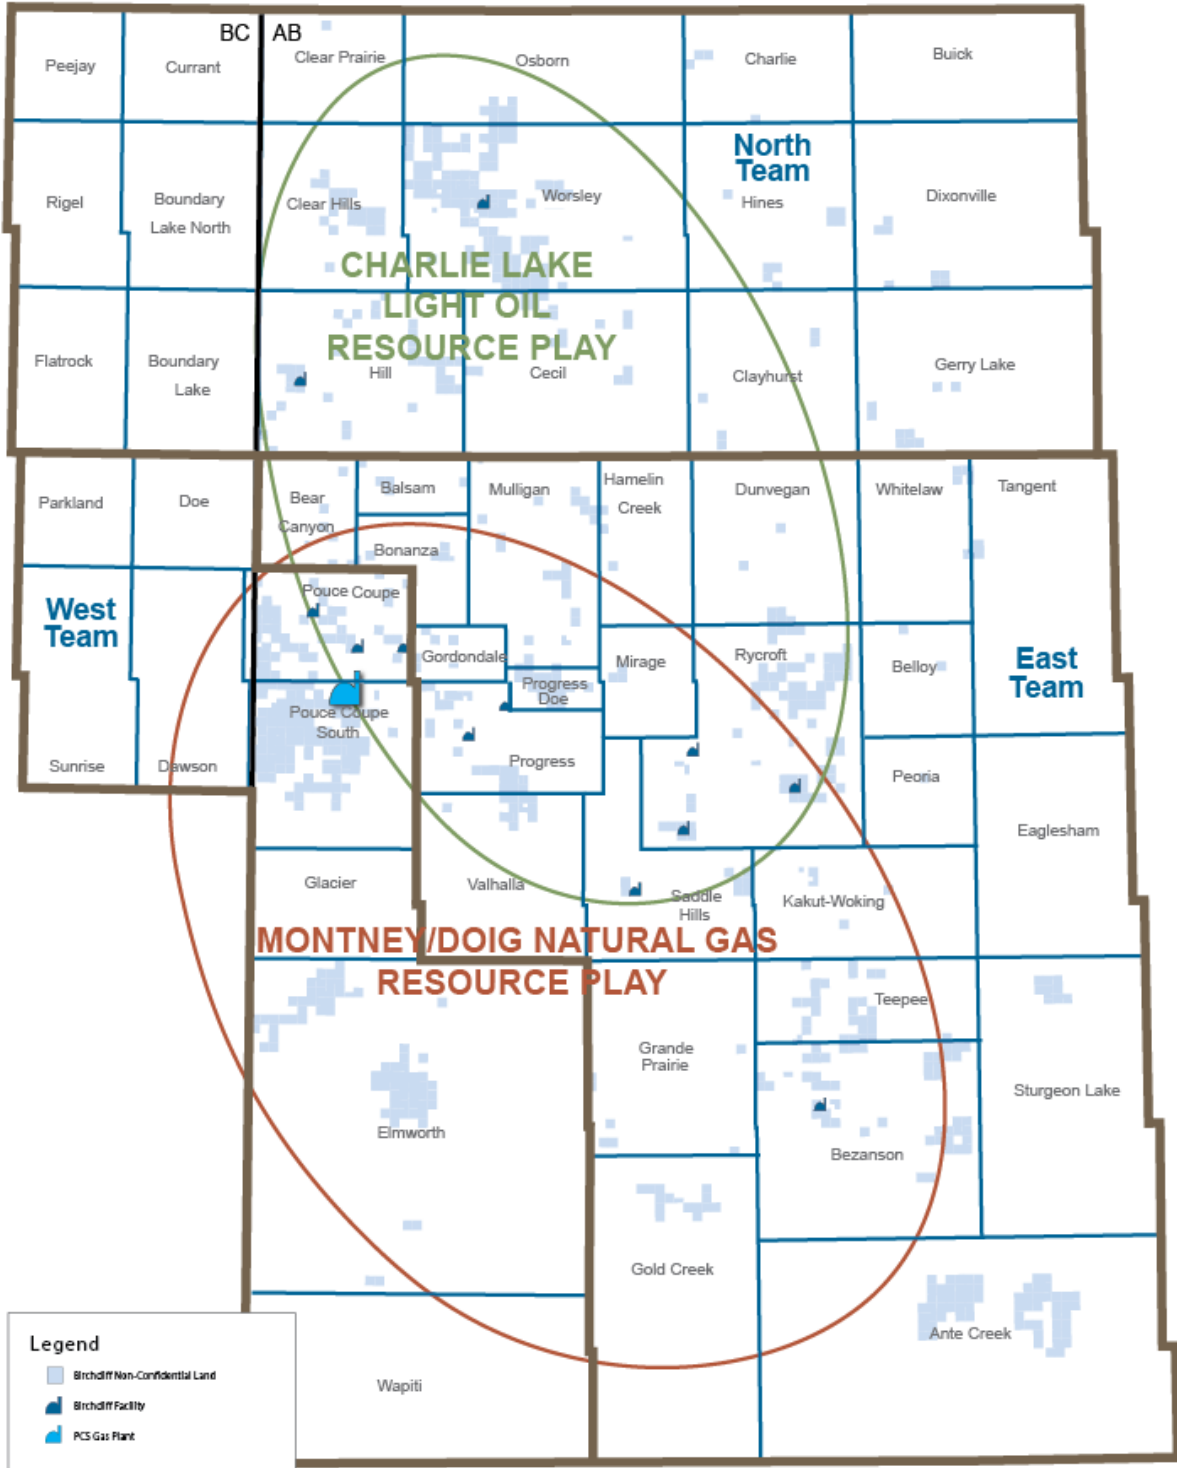 BC AB
Peejay
Currant
Clear Prairie
Osborn
Charlie
Buick
North
Team
Rigel
Boundary
Lake North
Clear Hills
Worsley
Hines
Dixonville
CHARLIE LAKE
LIGHT OIL
RESOURCE PLAY
Flatrock
Boundary
Lake
Hill
Cecil
Clayhurst
Gerry Lake
Parkland
Doe
Bear
Canyon
Balsam
Mulligan
Hamelin
Creek
Dunvegan
Whitelaw
Tangent
Bonanza
West
Team
Pouce Coupe
Gordondale
Mirage
Rycroft
Belloy
East
Team
Progress
Doe
Pouce Coupe
South
Sunrise
Dawson
Progress
Peoria
Eaglesham
Glacier
Valhalla
Saddle
Hills
Kakut-Woking
MONTNEY/DOIG NATURAL GAS
RESOURCE PLAY
Teepee
Grande
Prairie
Sturgeon Lake
Elmworth
Bezanson
Gold Creek
Ante Creek
Wapiti
Legend
Birchcliff Non-Confidential Land
Birchcliff Facility
PCS Gas Plant